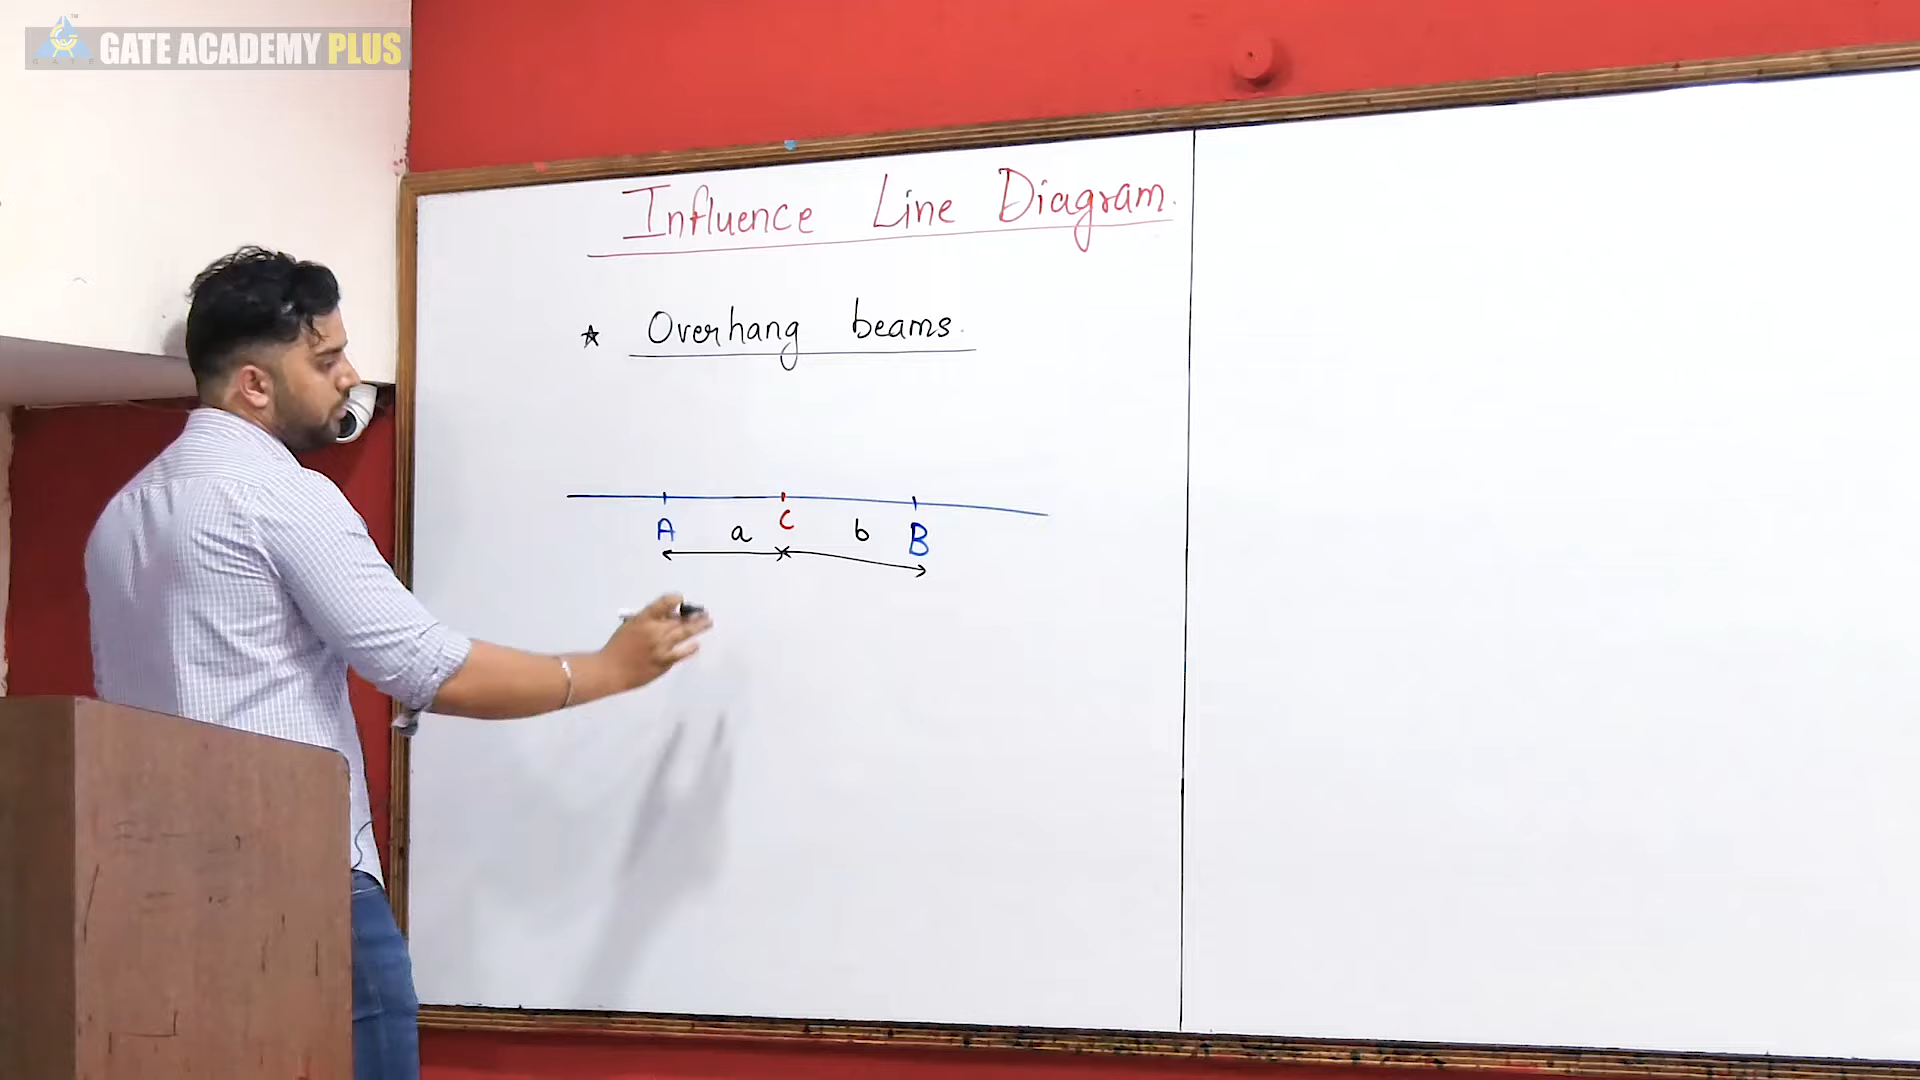 GATE ACADEMY PLUS
Influence Line Diagram.
* Overhang beams.
A a C b B